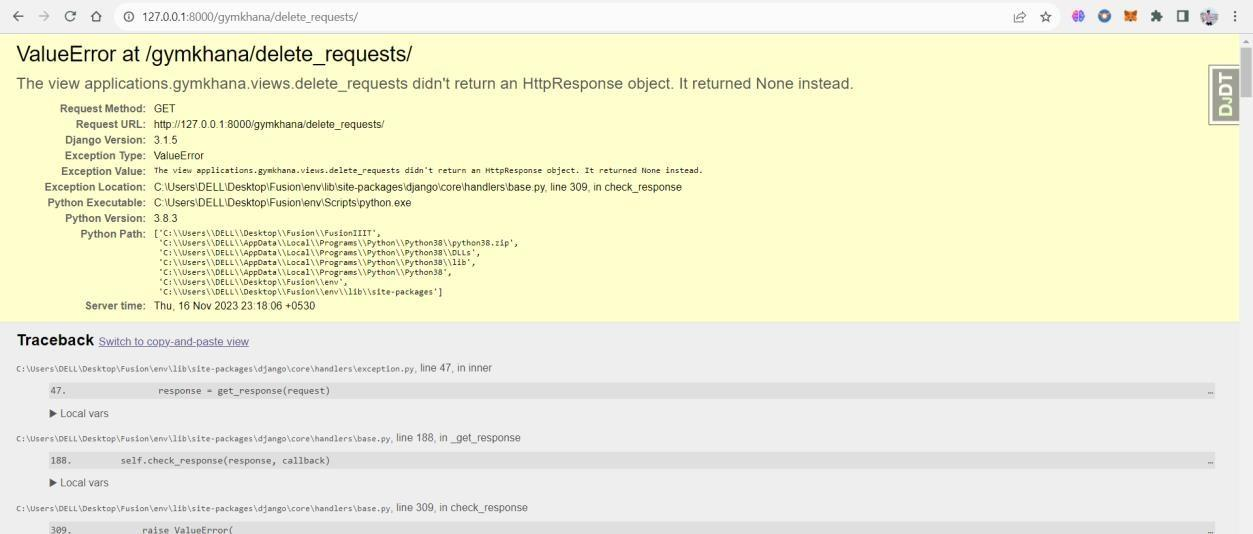 127.0.0.1:8000/gymkhana/delete_requests/
ValueError at /gymkhana/delete_requests/
The view applications.gymkhana.views.delete_requests didn't return an HttpResponse object. It returned None instead.
DjDT
Request Method: GET
Request URL: http://127.0.0.1:8000/gymkhana/delete_requests/
Django Version: 3.1.5
Exception Type: ValueError
Exception Value: The view applications.gymkhana.views.delete_requests didn't return an HttpResponse object. It returned None instead.
Exception Location: C:\Users\DELL\Desktop\Fusion\env\lib\site-packages\django\core\handlers\base.py, line 309, in check_response
Python Executable: C:\Users\DELL\Desktop\Fusion\env\Scripts\python.exe
Python Version: 3.8.3
Python Path: ['C:\\Users\\DELL\\Desktop\\Fusion\\FusionIIIT',
'C:\\Users\\DELL\\AppData\\Local\\Programs\\Python\\Python38\\python38.zip',
'C:\\Users\\DELL\\AppData\\Local\\Programs\\Python\\Python38\\DLLs',
'C:\\Users\\DELL\\AppData\\Local\\Programs\\Python\\Python38\\lib',
'C:\\Users\\DELL\\AppData\\Local\\Programs\\Python\\Python38',
'C:\\Users\\DELL\\Desktop\\Fusion\\env',
'C:\\Users\\DELL\\Desktop\\Fusion\\env\\lib\\site-packages']
Server time: Thu, 16 Nov 2023 23:18:06 +0530
Traceback Switch to copy-and-paste view
C:\Users\DELL\Desktop\Fusion\env\lib\site-packages\django\core\handlers\exception.py, line 47, in inner
47. response = get_response(request) …
▶ Local vars
C:\Users\DELL\Desktop\Fusion\env\lib\site-packages\django\core\handlers\base.py, line 188, in _get_response
188. self.check_response(response, callback) …
▶ Local vars
C:\Users\DELL\Desktop\Fusion\env\lib\site-packages\django\core\handlers\base.py, line 309, in check_response
309. raise ValueError( …